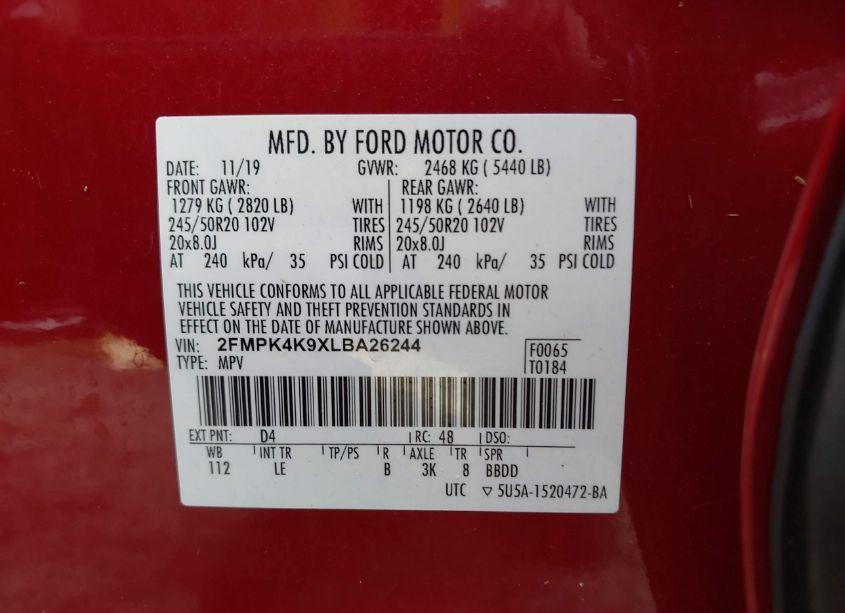 MFD. BY FORD MOTOR CO.
DATE: 11/19 GVWR: 2468 KG ( 5440 LB)
FRONT GAWR: REAR GAWR:
1279 KG ( 2820 LB) WITH 1198 KG ( 2640 LB) WITH
245/50R20 102V TIRES 245/50R20 102V TIRES
20x8.0J RIMS 20x8.0J RIMS
AT 240 kPa/ 35 PSI COLD AT 240 kPa/ 35 PSI COLD
THIS VEHICLE CONFORMS TO ALL APPLICABLE FEDERAL MOTOR
VEHICLE SAFETY AND THEFT PREVENTION STANDARDS IN
EFFECT ON THE DATE OF MANUFACTURE SHOWN ABOVE.
VIN: 2FMPK4K9XLBA26244 F0065
TYPE: MPV T0184
EXT PNT: D4 RC: 48 DSO:
WB INT TR TP/PS R AXLE TR SPR
112 LE B 3K 8 BBDD
UTC ▽ 5U5A-1520472-BA